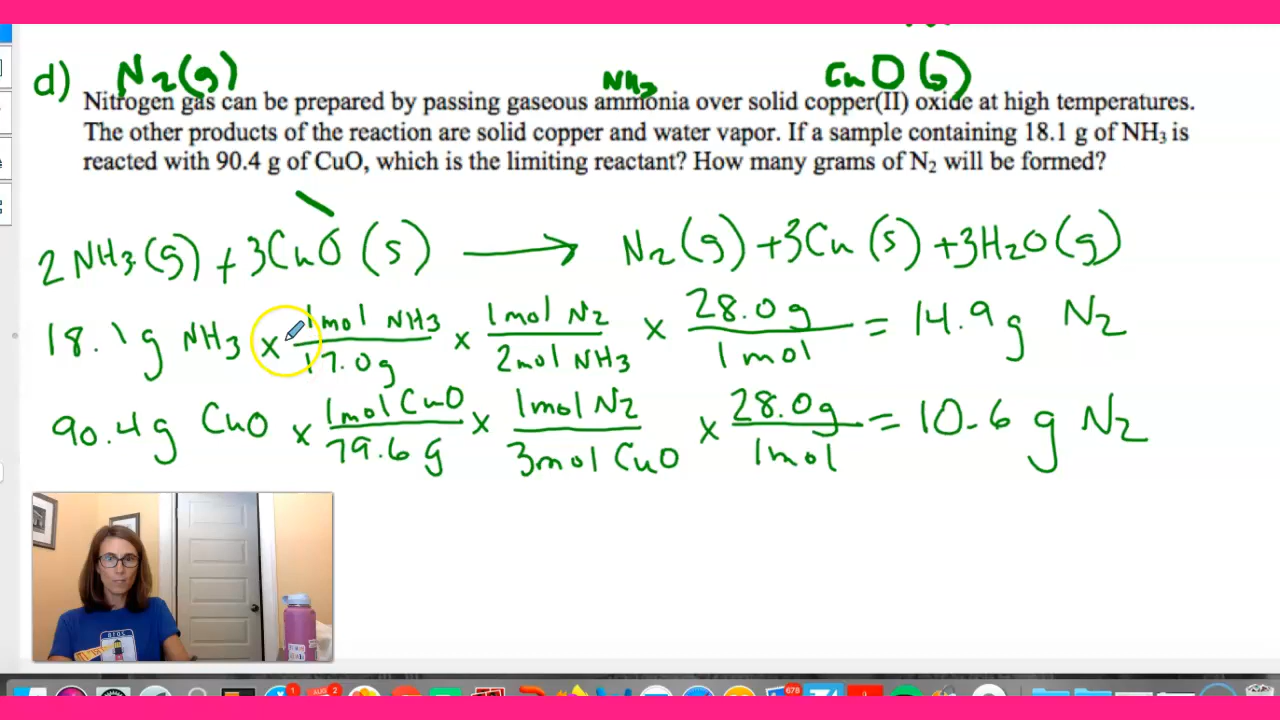 d) N2(g) NH3 CuO (s)
Nitrogen gas can be prepared by passing gaseous ammonia over solid copper(II) oxide at high temperatures.
The other products of the reaction are solid copper and water vapor. If a sample containing 18.1 g of NH3 is
reacted with 90.4 g of CuO, which is the limiting reactant? How many grams of N2 will be formed?
2NH3(g) + 3CuO (s) → N2(g) + 3Cu (s) + 3H2O(g)
18.1g NH3 x 1mol NH3/17.0g x 1mol N2/2mol NH3 x 28.0g/1mol = 14.9g N2
90.4g CuO x 1mol CuO/79.6g x 1mol N2/3mol CuO x 28.0g/1mol = 10.6 g N2
1
AUG 2
678